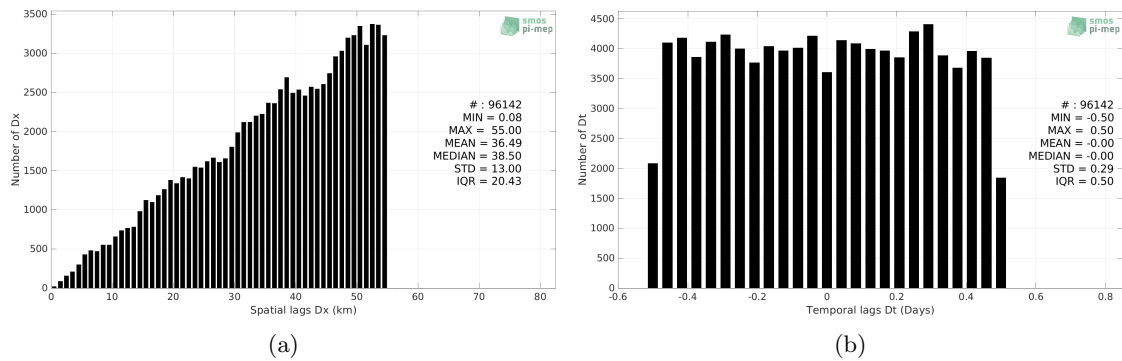 3500
3000
2500
2000
1500
1000
500
0
Number of Dx
0 10 20 30 40 50 60 70 80
Spatial lags Dx (km)
smos
pi-mep
# : 96142
MIN = 0.08
MAX = 55.00
MEAN = 36.49
MEDIAN = 38.50
STD = 13.00
IQR = 20.43
(a)
4500
4000
3500
3000
2500
2000
1500
1000
500
0
Number of Dt
-0.6 -0.4 -0.2 0 0.2 0.4 0.6 0.8
Temporal lags Dt (Days)
smos
pi-mep
# : 96142
MIN = -0.50
MAX = 0.50
MEAN = -0.00
MEDIAN = -0.00
STD = 0.29
IQR = 0.50
(b)